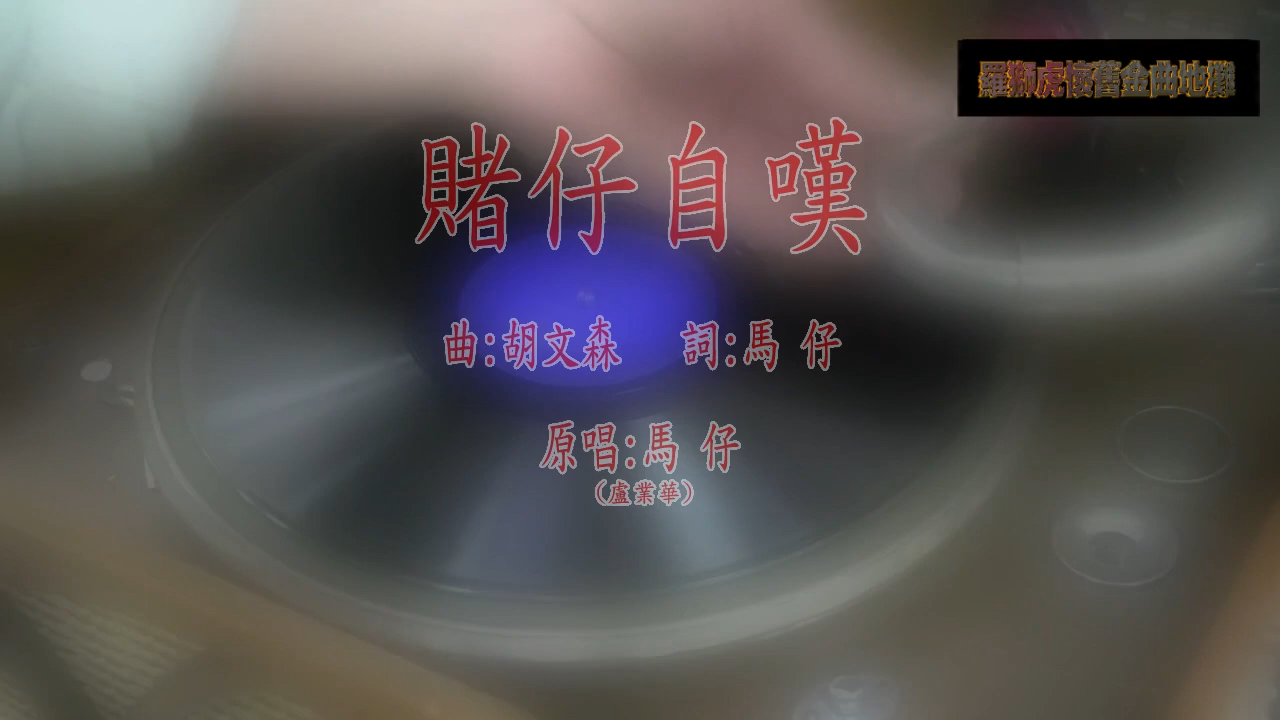 羅獅虎懷舊金曲地灘
賭仔自嘆
曲:胡文森 詞:馬 仔
原唱:馬 仔
(盧業華)